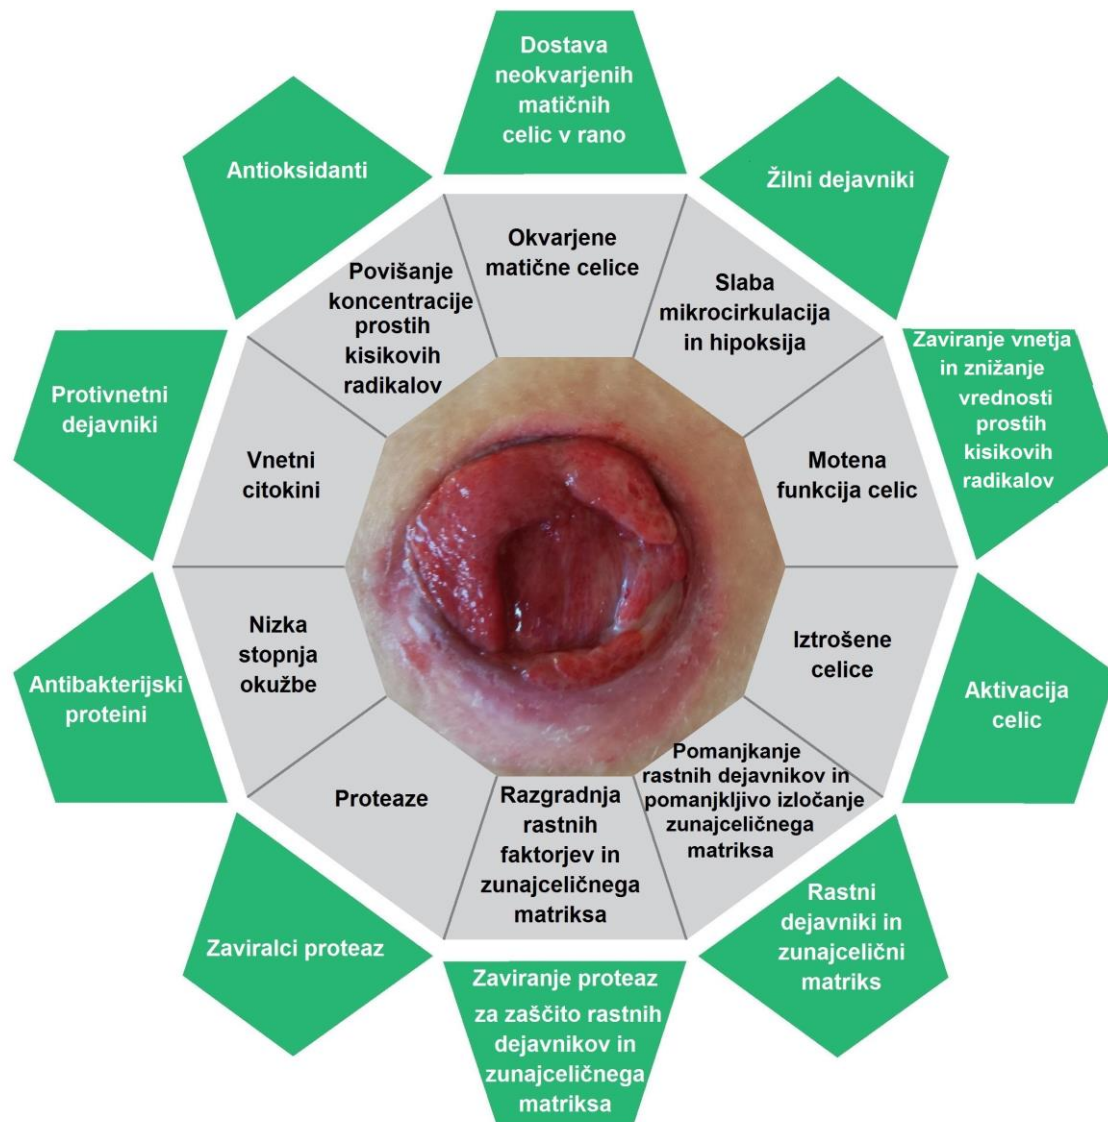 Dostava
neokvarjenih
matičnih
celic v rano
Žilni dejavniki
Zaviranje vnetja
in znižanje
vrednosti
prostih
kisikovih
radikalov
Aktivacija
celic
Rastni
dejavniki in
zunajcelični
matriks
Zaviranje proteaz
za zaščito rastnih
dejavnikov in
zunajceličnega
matriksa
Zaviralci proteaz
Antibakterijski
proteini
Protivnetni
dejavniki
Antioksidanti
Okvarjene
matične celice
Slaba
mikrocirkulacija
in hipoksija
Motena
funkcija celic
Iztrošene
celice
Pomanjkanje
rastnih dejavnikov in
pomanjkljivo izločanje
zunajceličnega
matriksa
Razgradnja
rastnih
faktorjev in
zunajceličnega
matriksa
Proteaze
Nizka
stopnja
okužbe
Vnetni
citokini
Povišanje
koncentracije
prostih
kisikovih
radikalov